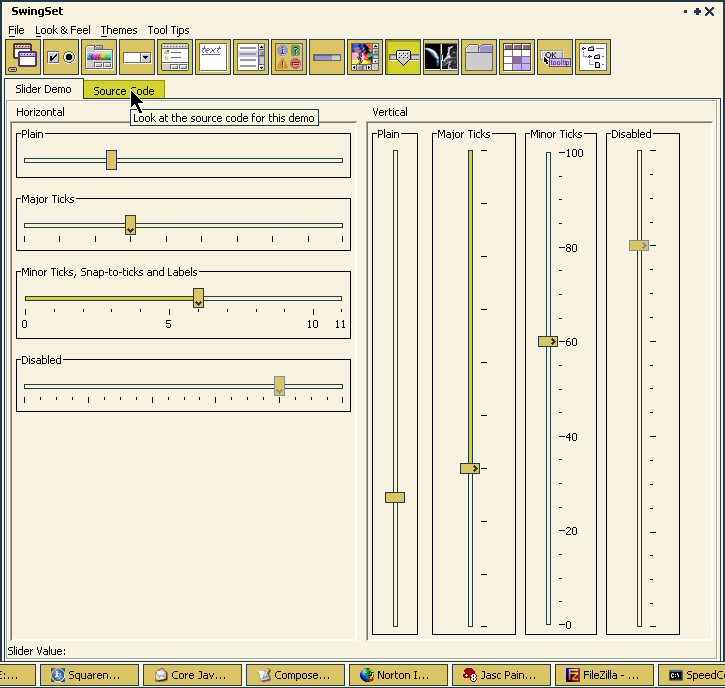 SwingSet
File Look & Feel Themes Tool Tips
text OK tooltip
Slider Demo Source Code
Look at the source code for this demo
Horizontal
Plain
Major Ticks
Minor Ticks, Snap-to-ticks and Labels
0 5 10 11
Disabled
Vertical
Plain Major Ticks Minor Ticks Disabled
100
80
60
40
20
0
Slider Value:
E:... Squaren... Core Jav... Compose... Norton I... Jasc Pain... FileZilla - ... SpeedC